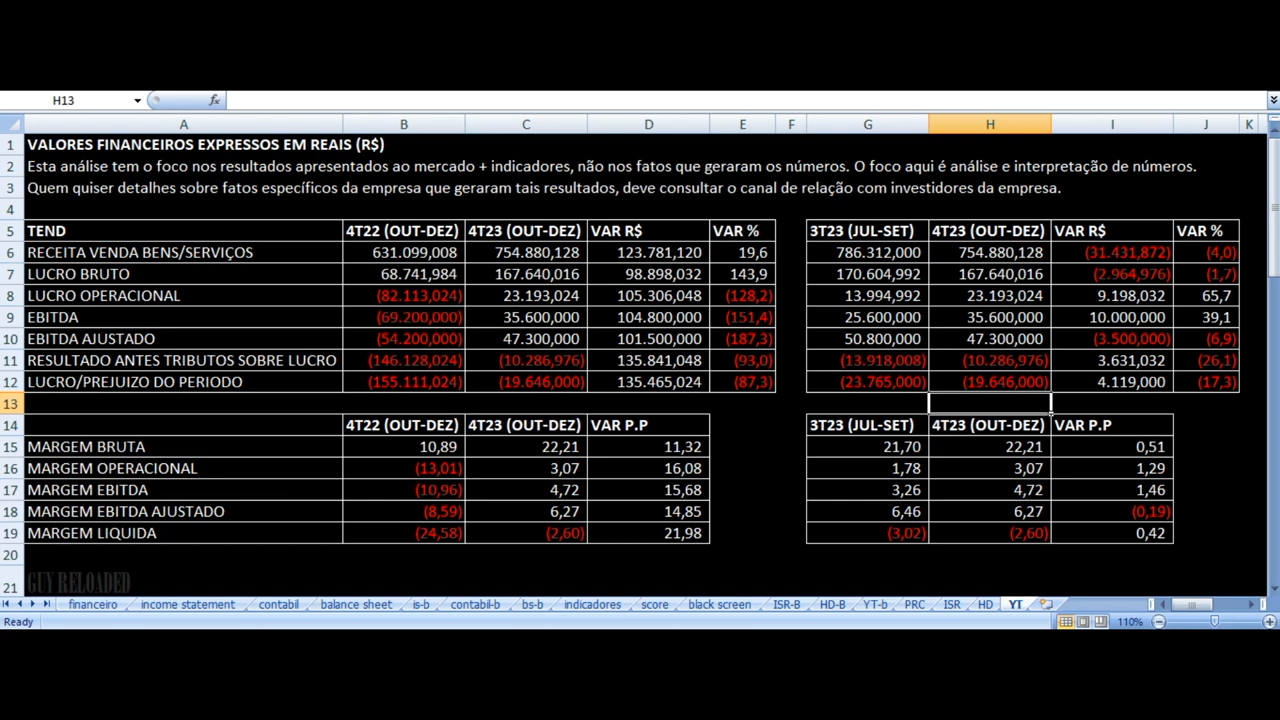 H13
fx
A B C D E F G H I J K
1 VALORES FINANCEIROS EXPRESSOS EM REAIS (R$)
2 Esta análise tem o foco nos resultados apresentados ao mercado + indicadores, não nos fatos que geraram os números. O foco aqui é análise e interpretação de números.
3 Quem quiser detalhes sobre fatos específicos da empresa que geraram tais resultados, deve consultar o canal de relação com investidores da empresa.
4
5 TEND 4T22 (OUT-DEZ) 4T23 (OUT-DEZ) VAR R$ VAR % 3T23 (JUL-SET) 4T23 (OUT-DEZ) VAR R$ VAR %
6 RECEITA VENDA BENS/SERVIÇOS 631.099,008 754.880,128 123.781,120 19,6 786.312,000 754.880,128 (31.431,872) (4,0)
7 LUCRO BRUTO 68.741,984 167.640,016 98.898,032 143,9 170.604,992 167.640,016 (2.964,976) (1,7)
8 LUCRO OPERACIONAL (82.113,024) 23.193,024 105.306,048 (128,2) 13.994,992 23.193,024 9.198,032 65,7
9 EBITDA (69.200,000) 35.600,000 104.800,000 (151,4) 25.600,000 35.600,000 10.000,000 39,1
10 EBITDA AJUSTADO (54.200,000) 47.300,000 101.500,000 (187,3) 50.800,000 47.300,000 (3.500,000) (6,9)
11 RESULTADO ANTES TRIBUTOS SOBRE LUCRO (146.128,024) (10.286,976) 135.841,048 (93,0) (13.918,008) (10.286,976) 3.631,032 (26,1)
12 LUCRO/PREJUIZO DO PERIODO (155.111,024) (19.646,000) 135.465,024 (87,3) (23.765,000) (19.646,000) 4.119,000 (17,3)
13
14 4T22 (OUT-DEZ) 4T23 (OUT-DEZ) VAR P.P 3T23 (JUL-SET) 4T23 (OUT-DEZ) VAR P.P
15 MARGEM BRUTA 10,89 22,21 11,32 21,70 22,21 0,51
16 MARGEM OPERACIONAL (13,01) 3,07 16,08 1,78 3,07 1,29
17 MARGEM EBITDA (10,96) 4,72 15,68 3,26 4,72 1,46
18 MARGEM EBITDA AJUSTADO (8,59) 6,27 14,85 6,46 6,27 (0,19)
19 MARGEM LIQUIDA (24,58) (2,60) 21,98 (3,02) (2,60) 0,42
20
21 GUY RELOADED
financeiro income statement contabil balance sheet is-b contabil-b bs-b indicadores score black screen ISR-B HD-B YT-b PRC ISR HD YT
Ready 110%